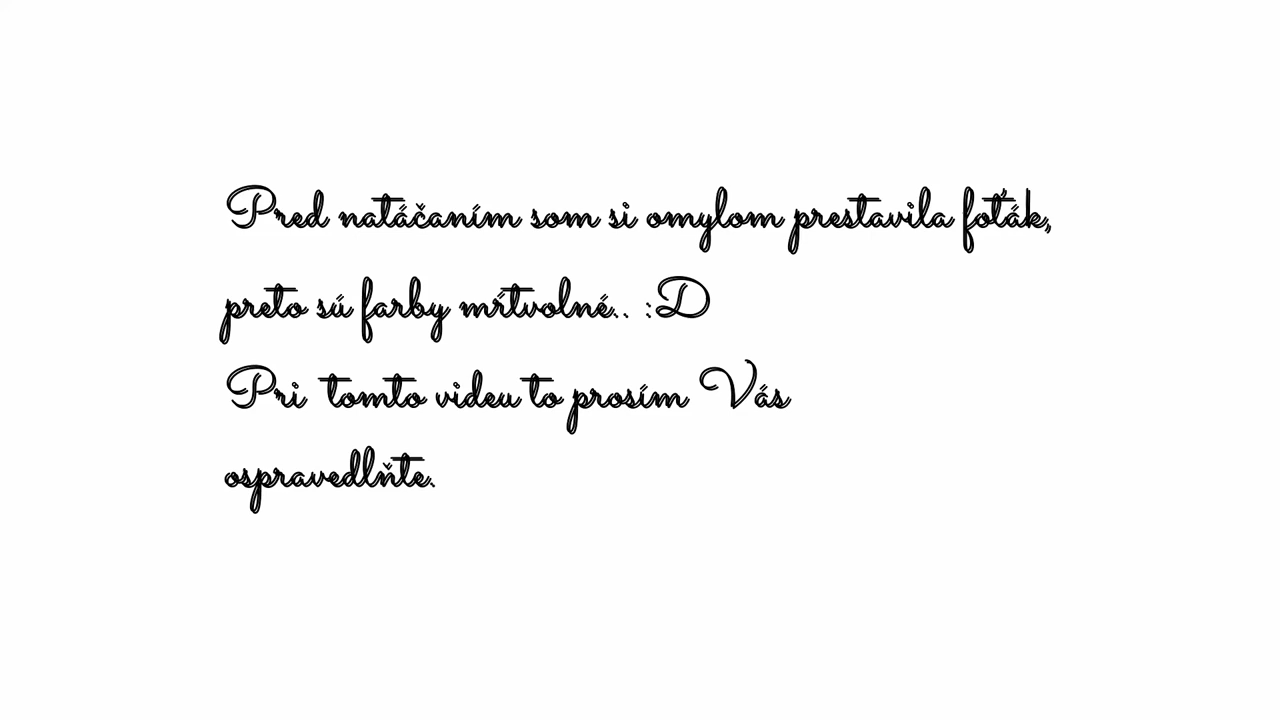 Pred natáčaním som si omylom prestavila foťák,
preto sú farby mŕtvolné.. :D
Pri tomto videu to prosím Vás
ospravedlňte.